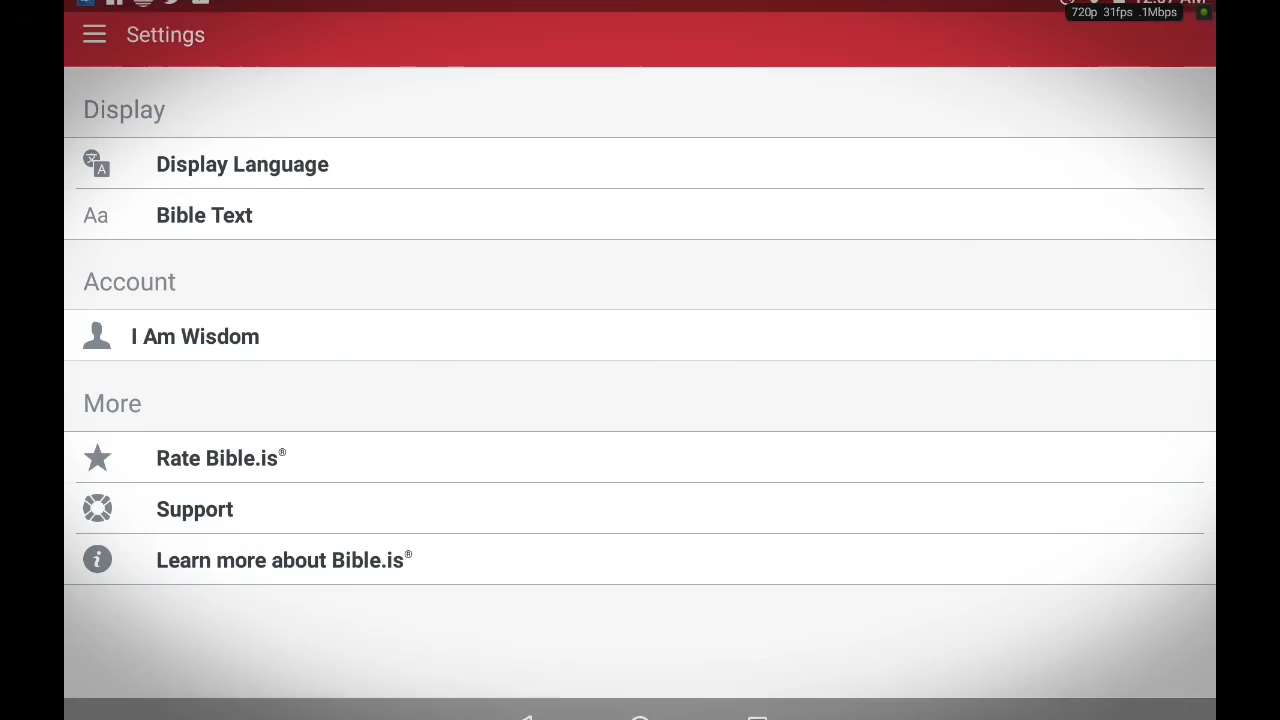 720p 31fps .1Mbps
Settings
Display
Display Language
Aa Bible Text
Account
I Am Wisdom
More
Rate Bible.is®
Support
Learn more about Bible.is®